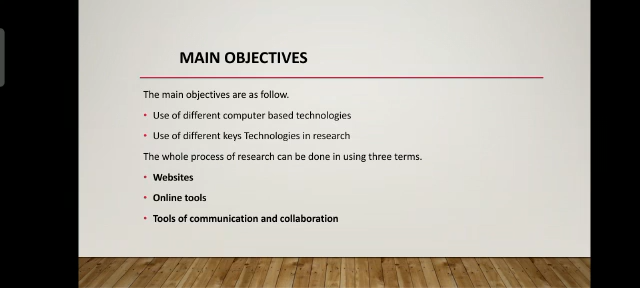 MAIN OBJECTIVES
The main objectives are as follow.
• Use of different computer based technologies
• Use of different keys Technologies in research
The whole process of research can be done in using three terms.
• Websites
• Online tools
• Tools of communication and collaboration